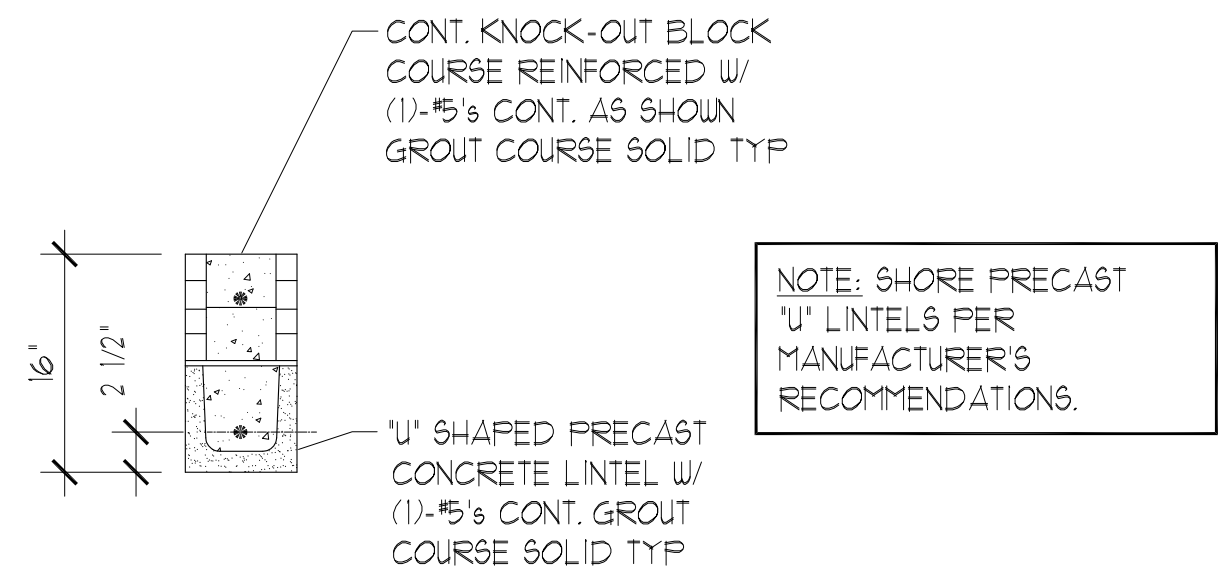 CONT. KNOCK-OUT BLOCK
COURSE REINFORCED W/
(1)-#5's CONT. AS SHOWN
GROUT COURSE SOLID TYP
16"
2 1/2"
NOTE: SHORE PRECAST
"U" LINTELS PER
MANUFACTURER'S
RECOMMENDATIONS.
"U" SHAPED PRECAST
CONCRETE LINTEL W/
(1)-#5's CONT. GROUT
COURSE SOLID TYP